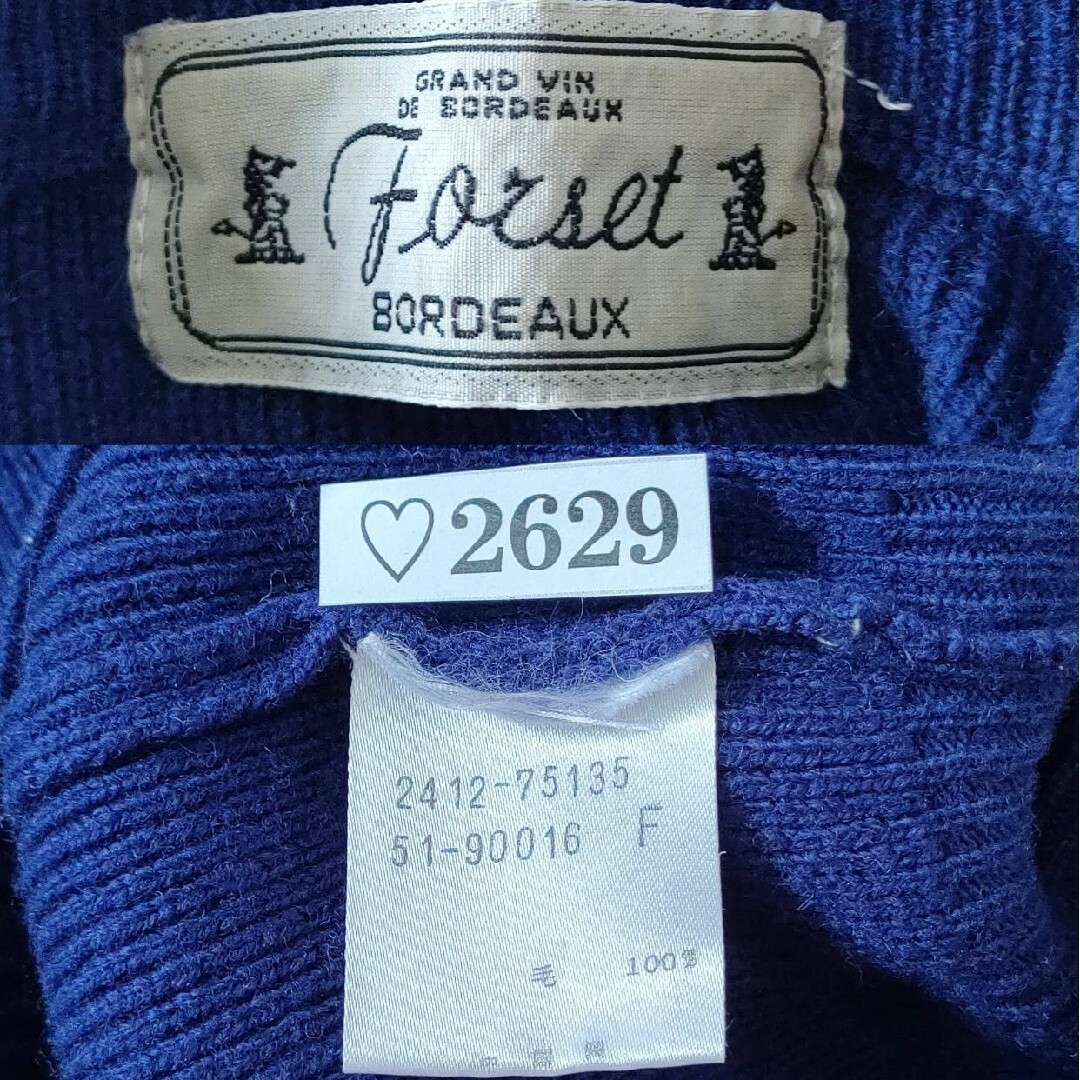 GRAND VIN
DE BORDEAUX
Forset
BORDEAUX
♡2629
2412-75135
51-90016 F
毛 100%